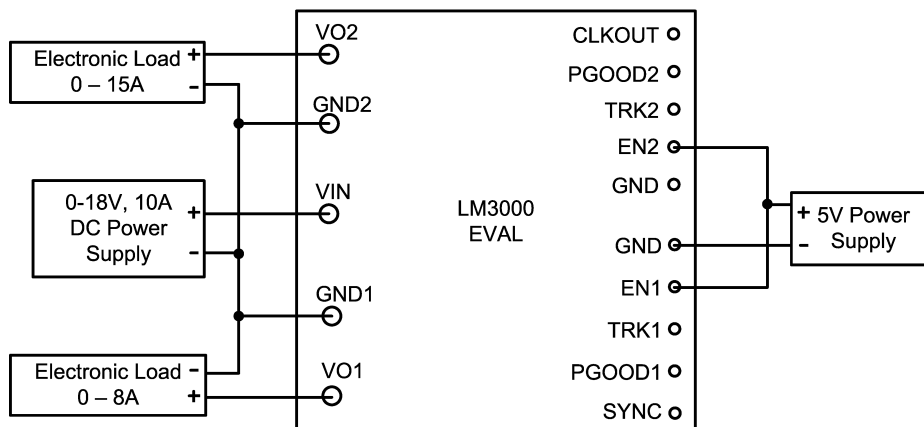 Electronic Load
0 – 15A
+
-
0-18V, 10A
DC Power
Supply
+
-
Electronic Load
0 – 8A
-
+
VO2
GND2
VIN
GND1
VO1
LM3000
EVAL
CLKOUT
PGOOD2
TRK2
EN2
GND
GND
EN1
TRK1
PGOOD1
SYNC
+ 5V Power
- Supply